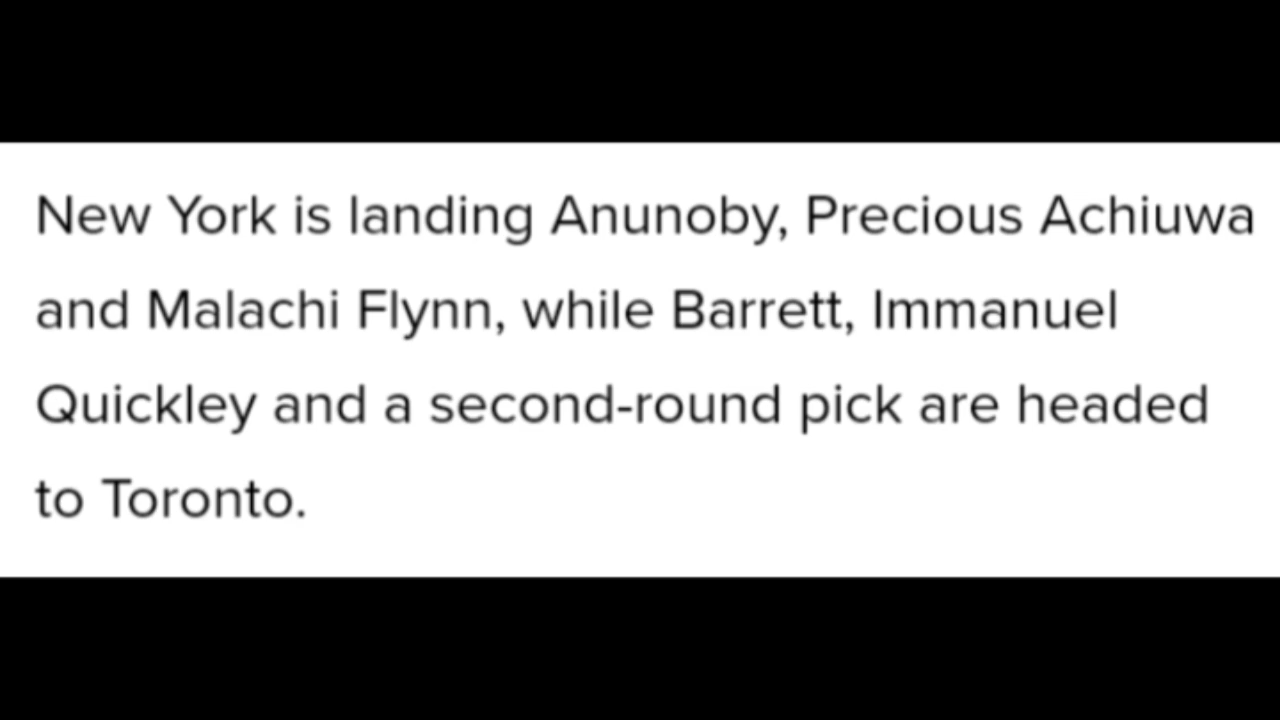 New York is landing Anunoby, Precious Achiuwa
and Malachi Flynn, while Barrett, Immanuel
Quickley and a second-round pick are headed
to Toronto.